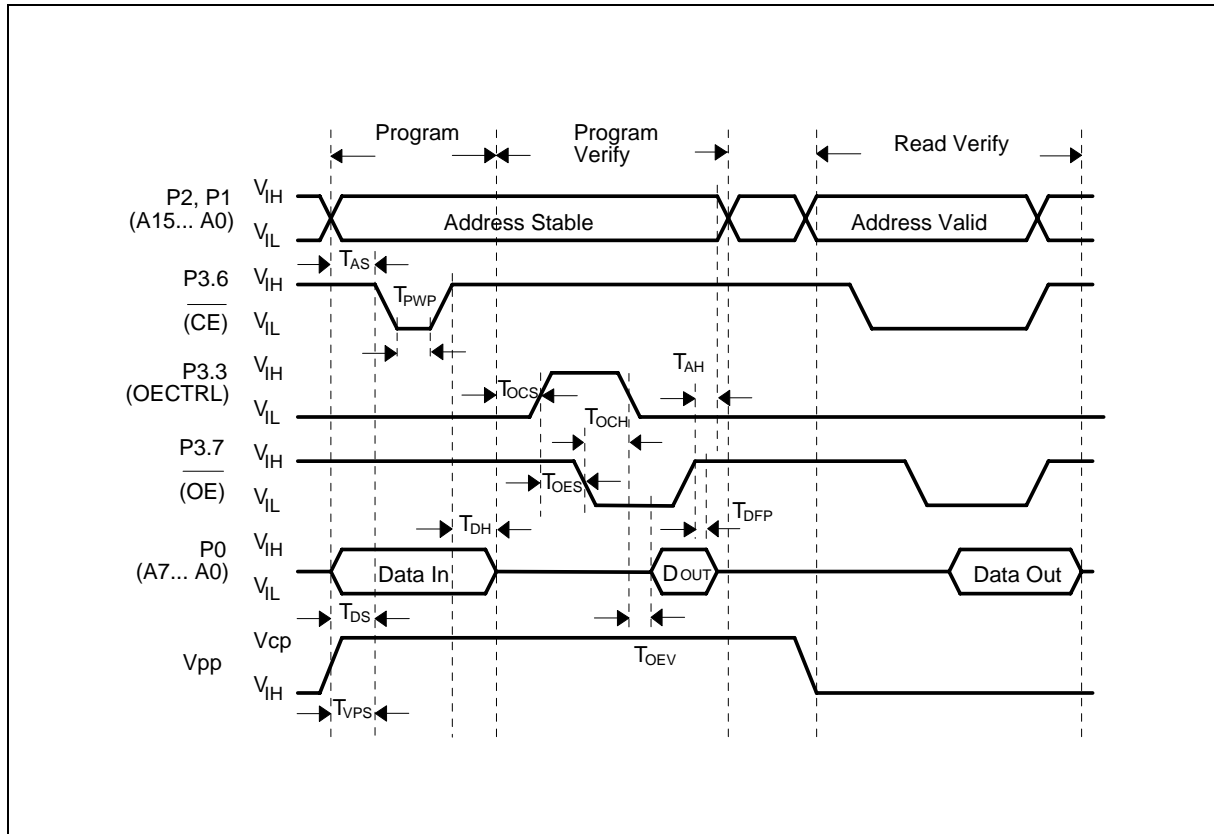 Program
Program
Verify
Read Verify
P2, P1
(A15... A0)
VIH
VIL
Address Stable
Address Valid
TAS
P3.6
(CE)
VIH
VIL
TPWP
P3.3
(OECTRL)
VIH
VIL
TOCS
TAH
TOCH
P3.7
(OE)
VIH
VIL
TOES
TDFP
TDH
P0
(A7... A0)
VIH
VIL
Data In
DOUT
Data Out
TDS
TOEV
Vpp
Vcp
VIH
TVPS